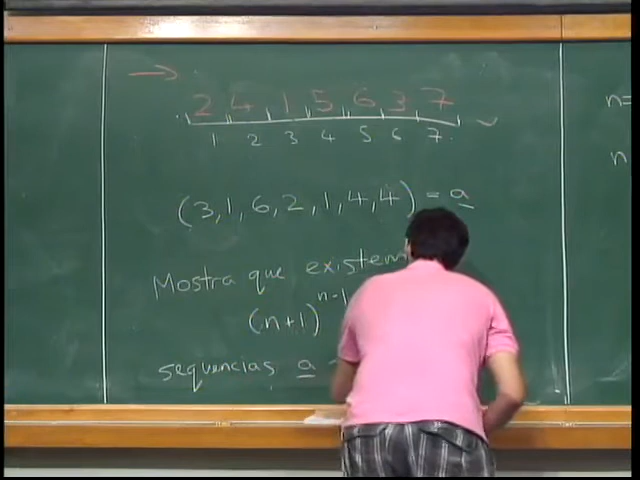 →
2 4 1 5 6 3 7
1 2 3 4 5 6 7
(3,1,6,2,1,4,4) = a
Mostra que existem
(n+1)^{n-1}
sequencias a
n=
n